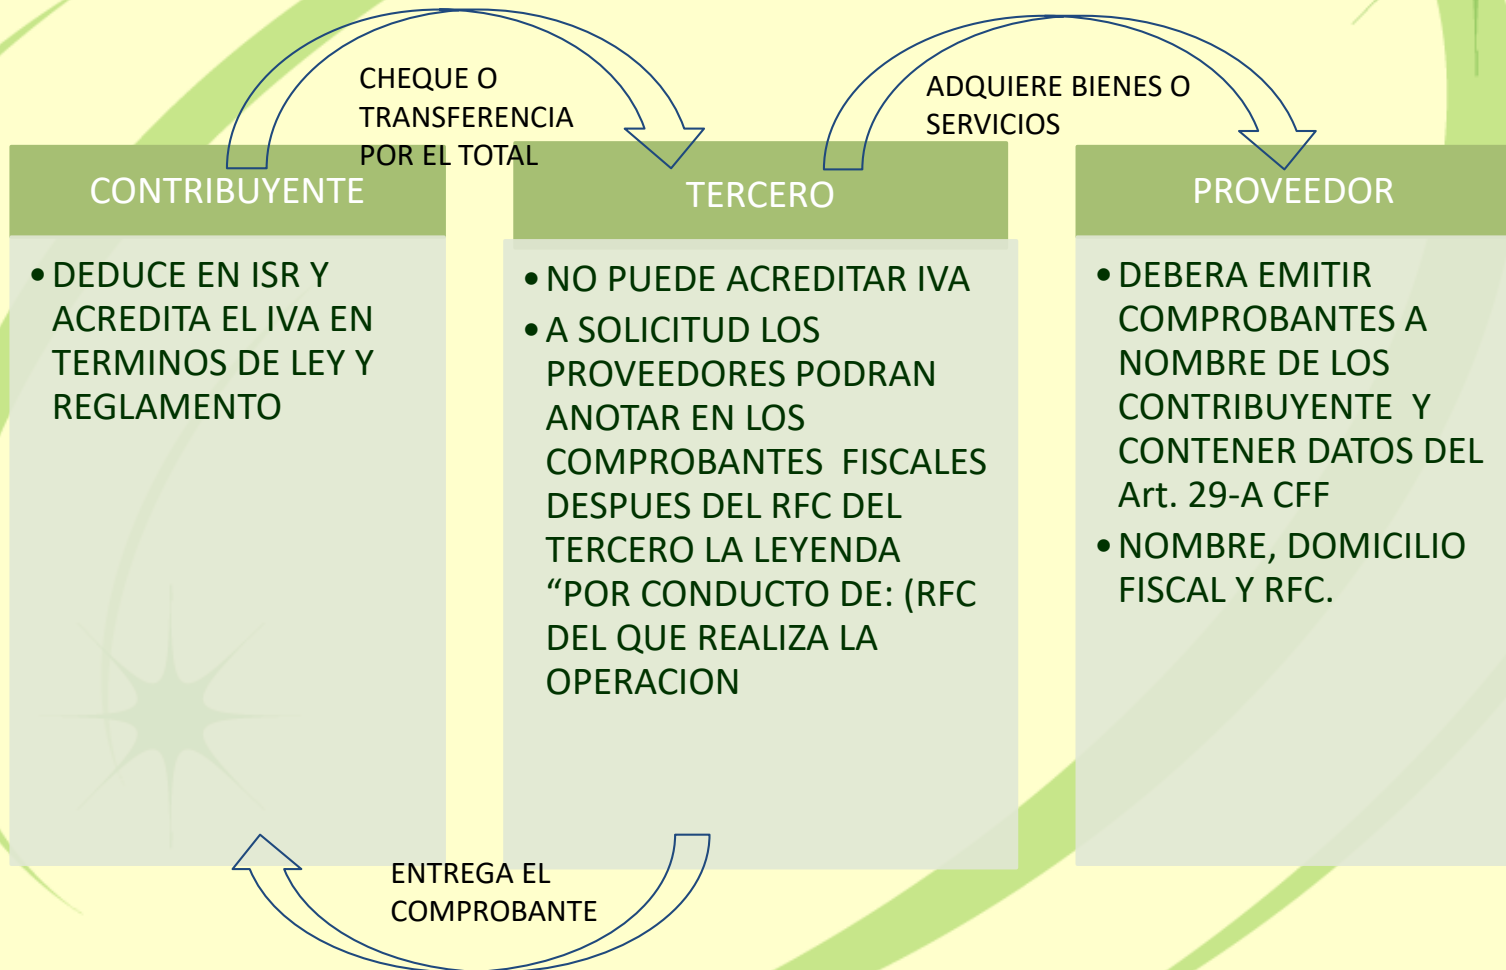 CHEQUE O
TRANSFERENCIA
POR EL TOTAL
ADQUIERE BIENES O
SERVICIOS
CONTRIBUYENTE
• DEDUCE EN ISR Y
ACREDITA EL IVA EN
TERMINOS DE LEY Y
REGLAMENTO
TERCERO
• NO PUEDE ACREDITAR IVA
• A SOLICITUD LOS
PROVEEDORES PODRAN
ANOTAR EN LOS
COMPROBANTES  FISCALES
DESPUES DEL RFC DEL
TERCERO LA LEYENDA
“POR CONDUCTO DE: (RFC
DEL QUE REALIZA LA
OPERACION
PROVEEDOR
• DEBERA EMITIR
COMPROBANTES A
NOMBRE DE LOS
CONTRIBUYENTE  Y
CONTENER DATOS DEL
Art. 29-A CFF
• NOMBRE, DOMICILIO
FISCAL Y RFC.
ENTREGA EL
COMPROBANTE